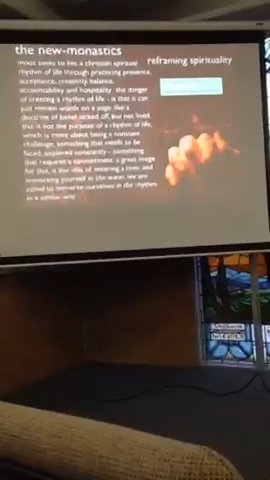 the new-monastics
reframing spirituality
moot seeks to live a christian spiritual
rhythm of life through practicing presence,
acceptance, creativity, balance,
accountability and hospitality the danger
of creating a rhythm of life - is that it can
just remain words on a page, like a
doctrine of belief ticked off, but not lived
this is not the purpose of a rhythm of life,
which is more about being a constant
challenge, something that needs to be
faced, explored constantly - something
that requires a commitment a great image
for this, is the idea of entering a river, and
immersing yourself in the water, we are
called to immerse ourselves in the rhythm
in a similar way